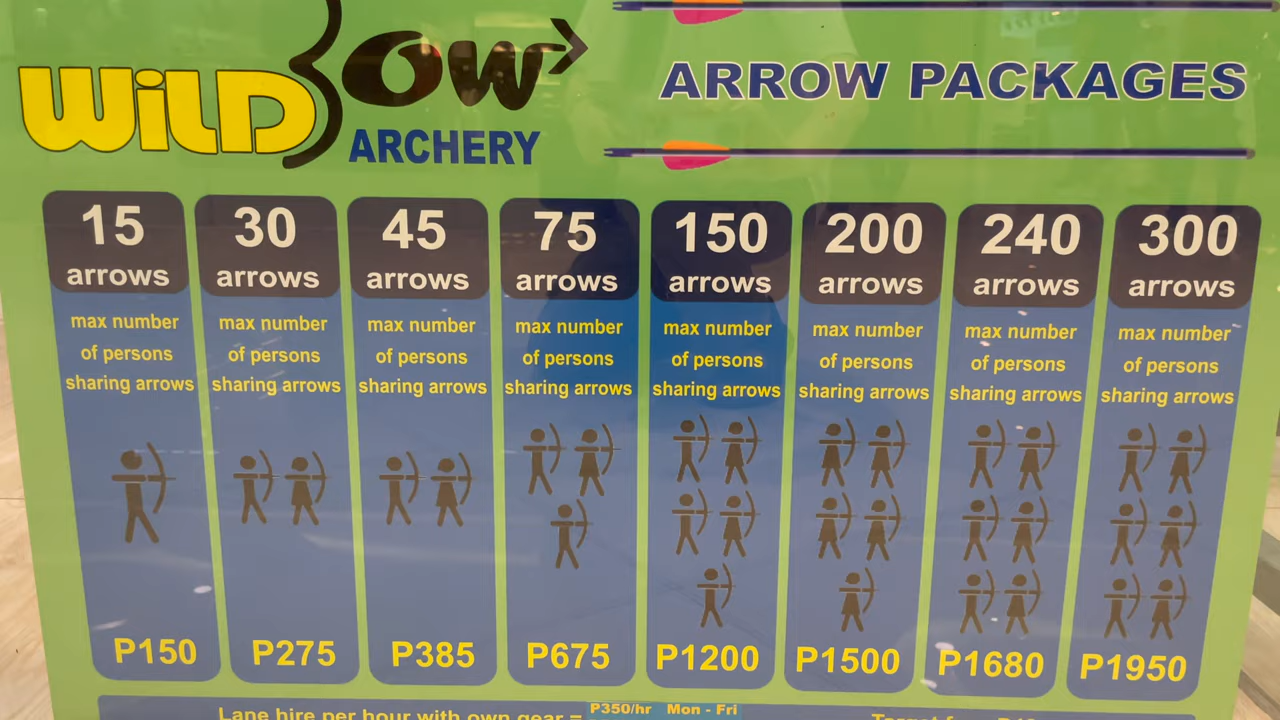 WiLD BOW
ARCHERY
ARROW PACKAGES
15
arrows
max number
of persons
sharing arrows
P150
30
arrows
max number
of persons
sharing arrows
P275
45
arrows
max number
of persons
sharing arrows
P385
75
arrows
max number
of persons
sharing arrows
P675
150
arrows
max number
of persons
sharing arrows
P1200
200
arrows
max number
of persons
sharing arrows
P1500
240
arrows
max number
of persons
sharing arrows
P1680
300
arrows
max number
of persons
sharing arrows
P1950
Lane hire per hour with own gear =
P350/hr Mon - Fri